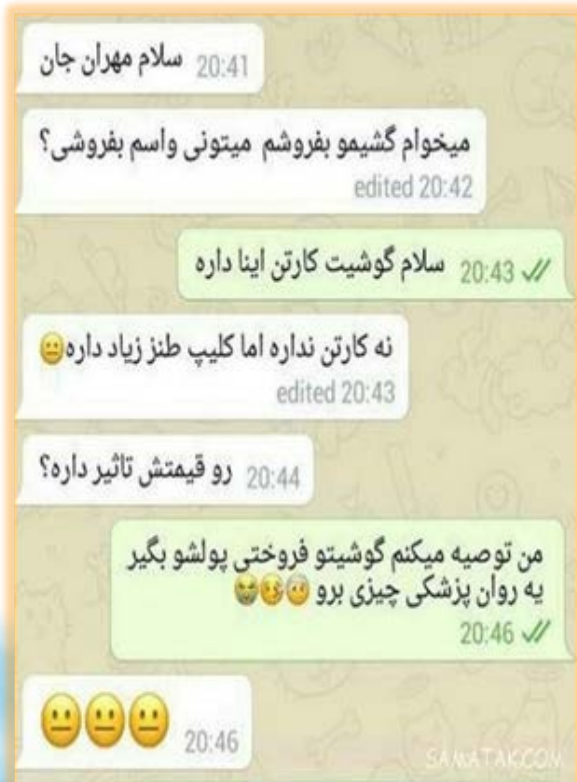 سلام مهران جان 20:41
میخوام گشیمو بفروشم میتونی واسم بفروشی؟
edited 20:42
سلام گوشیت کارتن اینا داره 20:43
نه کارتن نداره اما کلیپ طنز زیاد داره😐
edited 20:43
رو قیمتش تاثیر داره؟ 20:44
من توصیه میکنم گوشیتو فروختی پولشو بگیر
یه روان پزشکی چیزی برو 🤕😘😭
20:46
😐😐😐 20:46
SAMATAK.COM